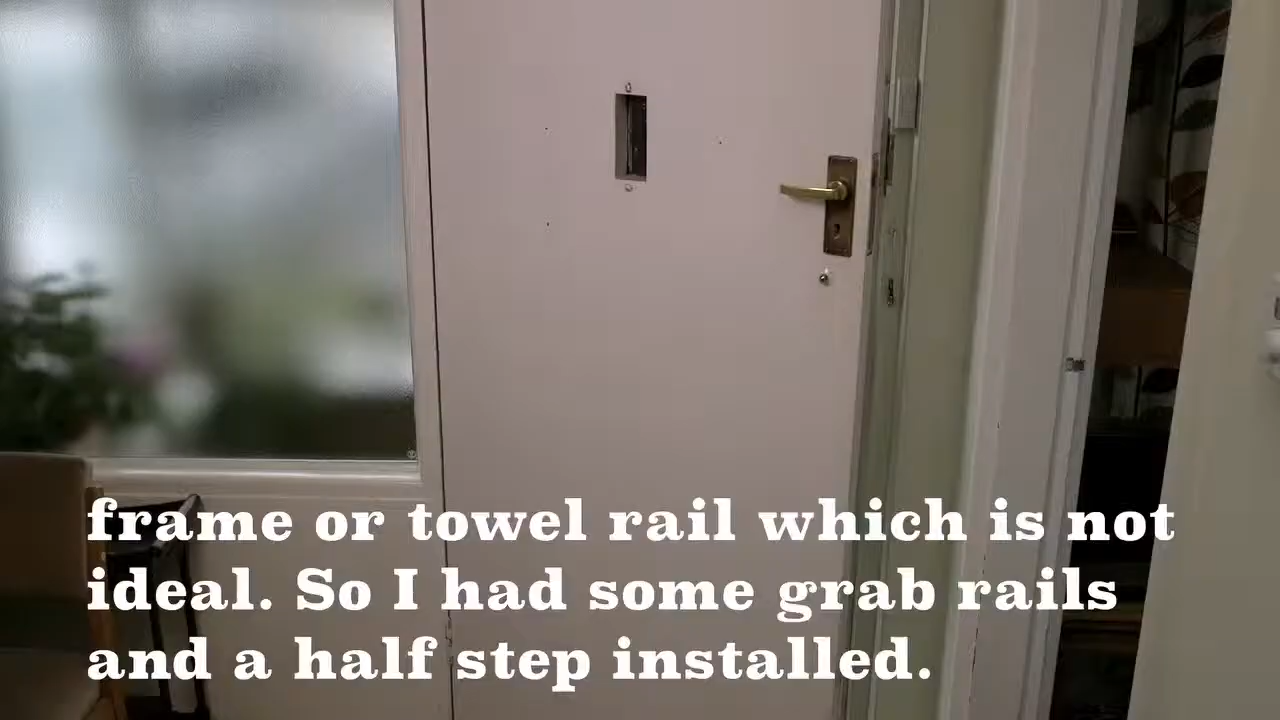 frame or towel rail which is not
ideal. So I had some grab rails
and a half step installed.